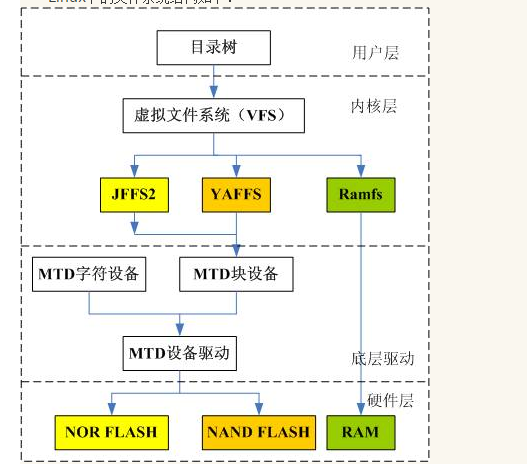 目录树
用户层
内核层
虚拟文件系统（VFS）
JFFS2
YAFFS
Ramfs
MTD字符设备
MTD块设备
MTD设备驱动
底层驱动
硬件层
NOR FLASH
NAND FLASH
RAM